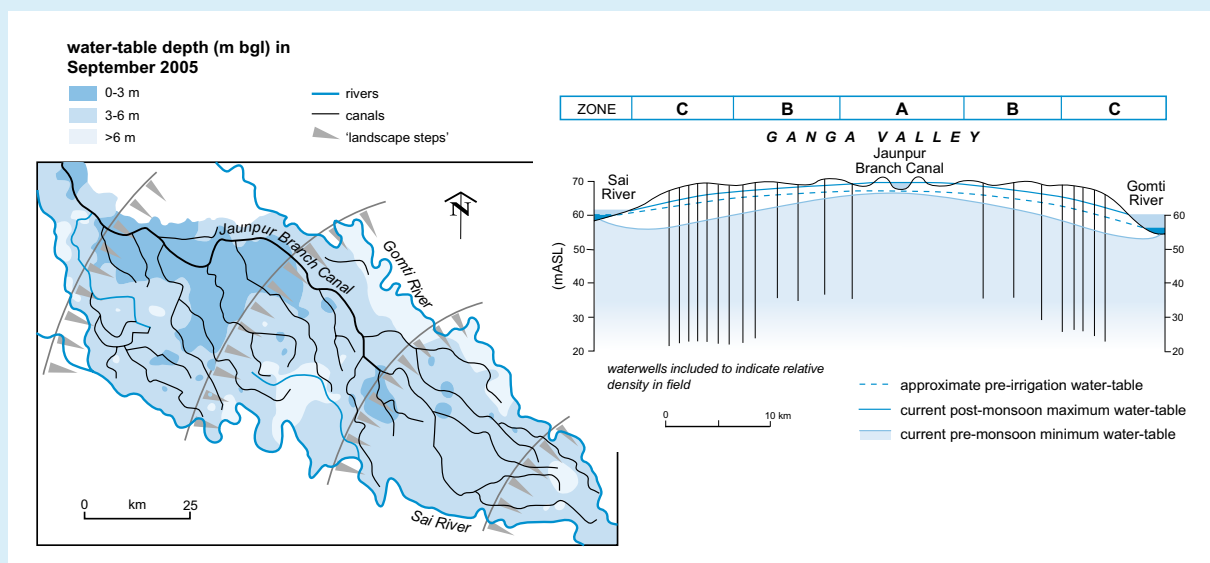 water-table depth (m bgl) in
September 2005
0-3 m
3-6 m
>6 m
rivers
canals
'landscape steps'
N
Jaunpur Branch Canal
Gomti River
Sai River
0 km 25
ZONE C B A B C
GANGA VALLEY
Jaunpur
Branch Canal
Sai
River
Gomti
River
(mASL)
70
60
50
40
30
20
60
50
40
30
20
waterwells included to indicate relative
density in field
0 10 km
approximate pre-irrigation water-table
current post-monsoon maximum water-table
current pre-monsoon minimum water-table